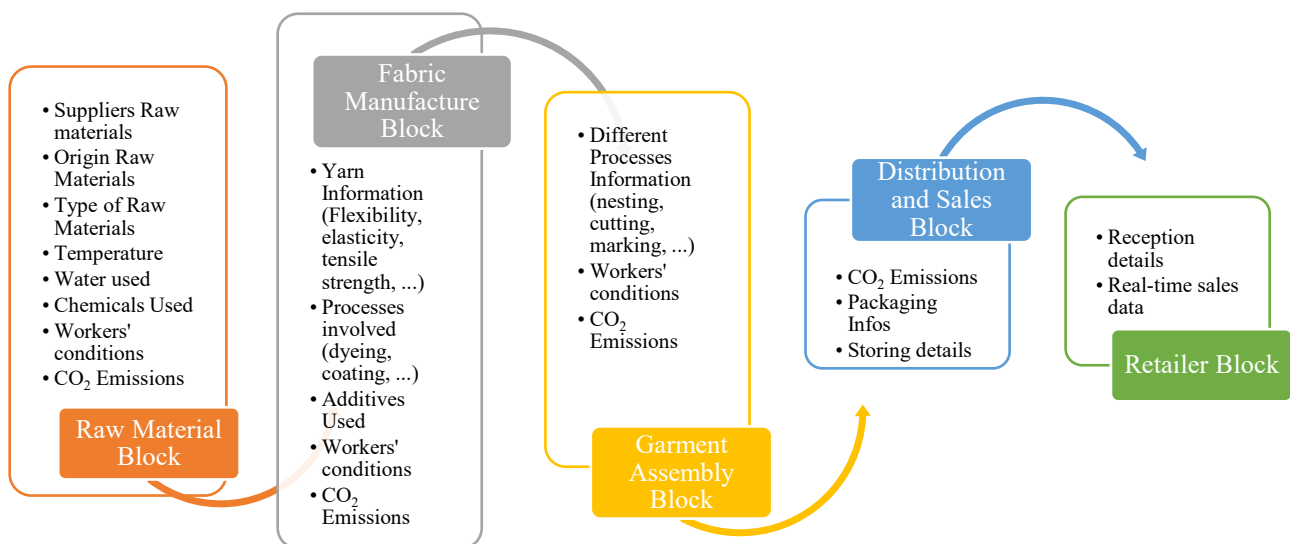 • Suppliers Raw
materials
• Origin Raw
Materials
• Type of Raw
Materials
• Temperature
• Water used
• Chemicals Used
• Workers'
conditions
• CO₂ Emissions
Raw Material
Block
Fabric
Manufacture
Block
• Yarn
Information
(Flexibility,
elasticity,
tensile
strength, ...)
• Processes
involved
(dyeing,
coating, ...)
• Additives
Used
• Workers'
conditions
• CO₂
Emissions
• Different
Processes
Information
(nesting,
cutting,
marking, ...)
• Workers'
conditions
• CO₂
Emissions
Garment
Assembly
Block
Distribution
and Sales
Block
• CO₂ Emissions
• Packaging
Infos
• Storing details
• Reception
details
• Real-time sales
data
Retailer Block